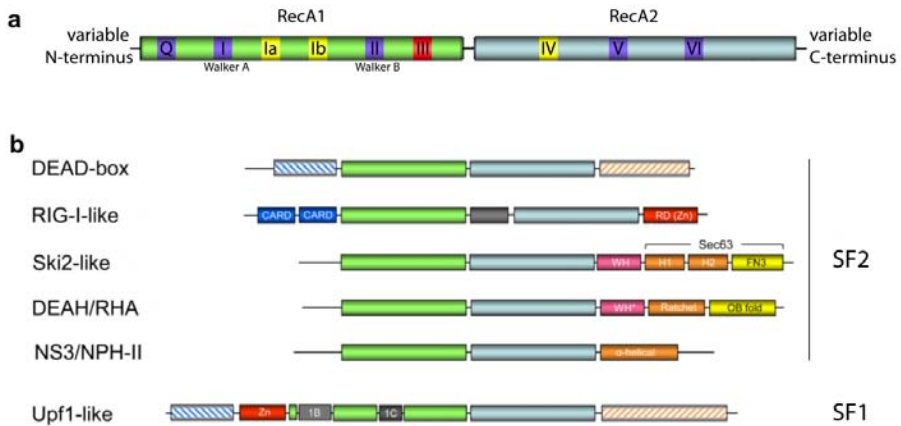 a
RecA1
RecA2
variable
N-terminus
Q
I
Ia
Ib
II
III
IV
V
VI
variable
C-terminus
Walker A
Walker B
b
DEAD-box
RIG-I-like
CARD
CARD
RD (Zn)
Sec63
Ski2-like
WH
H1
H2
FN3
SF2
DEAH/RHA
WH*
Ratchet
OB fold
NS3/NPH-II
α-helical
Upf1-like
Zn
1B
1C
SF1